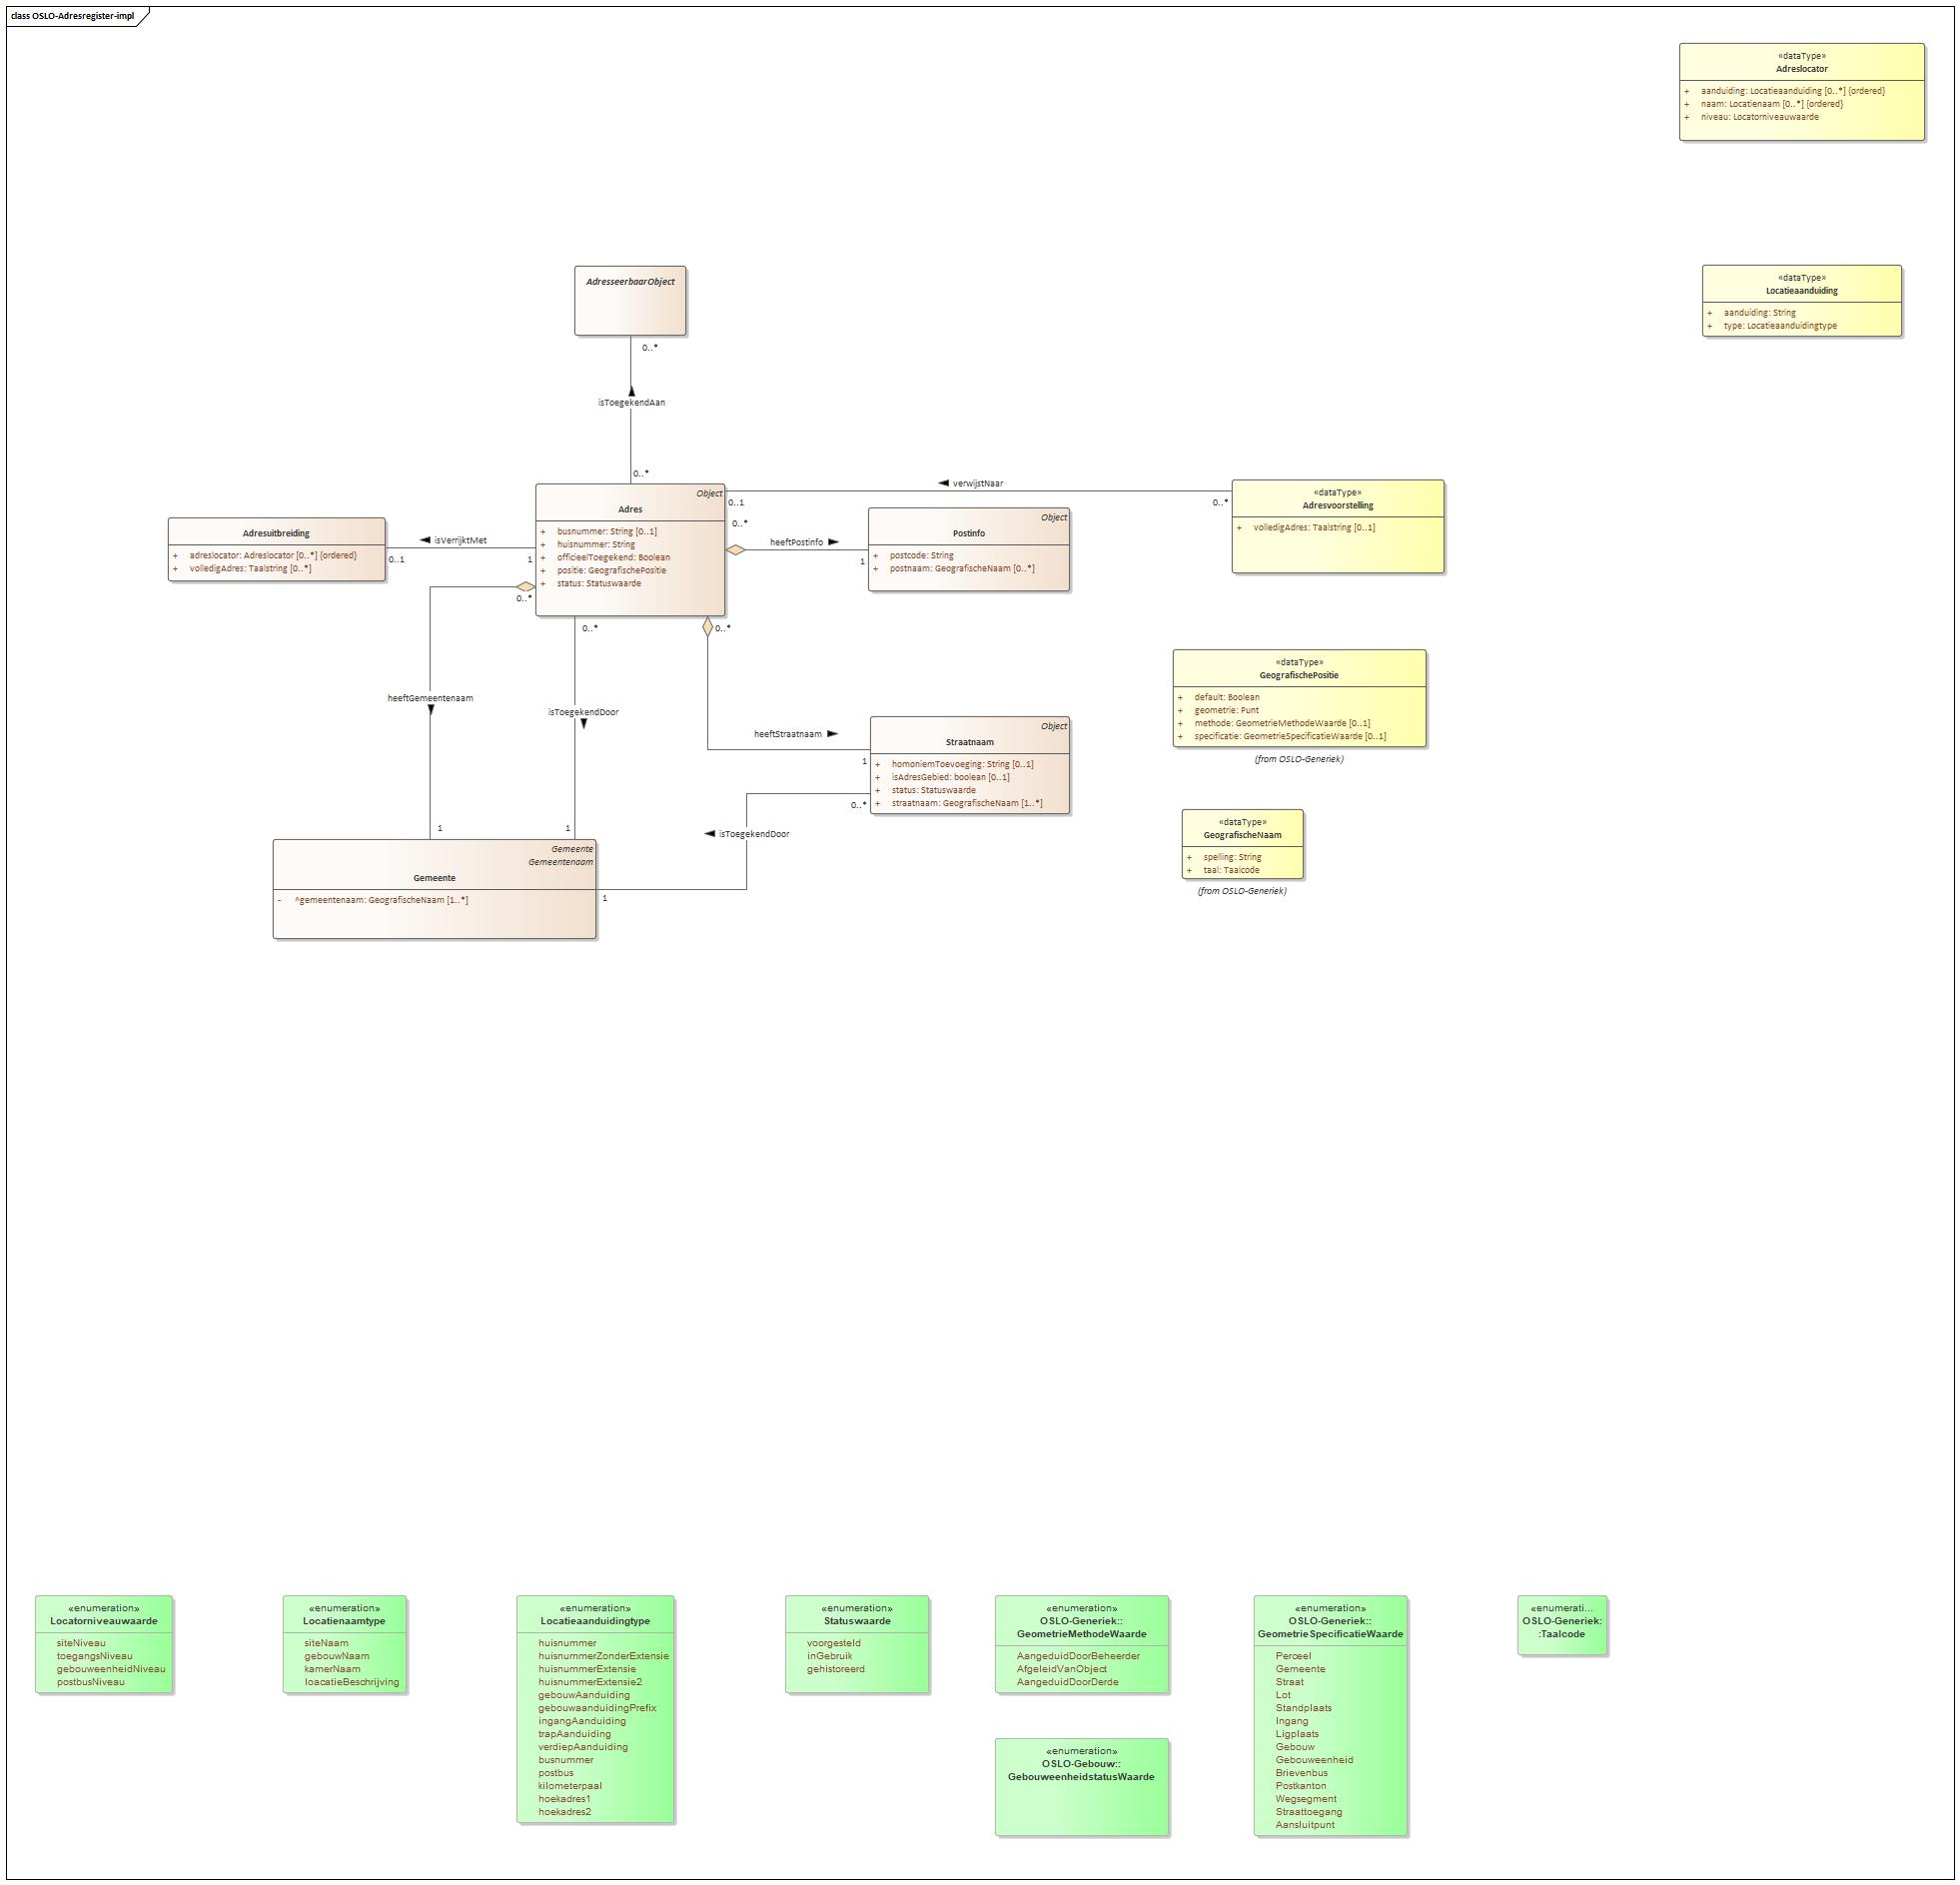 class OSLO-Adresregister-impl
«dataType»
Adreslocator
+ aanduiding: Locatieaanduiding [0..*] {ordered}
+ naam: Locatienaam [0..*] {ordered}
+ niveau: Locatorniveauwaarde
AdresseerbaarObject
«dataType»
Locatieaanduiding
+ aanduiding: String
+ type: Locatieaanduidingtype
0..*
isToegekendAan
0..*
Object
Adres
+ busnummer: String [0..1]
+ huisnummer: String
+ officieelToegekend: Boolean
+ positie: GeografischePositie
+ status: Statuswaarde
verwijstNaar
0..1
0..*
«dataType»
Adresvoorstelling
+ volledigAdres: Taalstring [0..1]
Adresuitbreiding
+ adreslocator: Adreslocator [0..*] {ordered}
+ volledigAdres: Taalstring [0..*]
isVerrijktMet
0..1
1
0..*
heeftPostinfo
1
Object
Postinfo
+ postcode: String
+ postnaam: GeografischeNaam [0..*]
0..*
0..*
0..*
heeftGemeentenaam
isToegekendDoor
heeftStraatnaam
1
Object
Straatnaam
+ homoniemToevoeging: String [0..1]
+ isAdresGebied: boolean [0..1]
+ status: Statuswaarde
+ straatnaam: GeografischeNaam [1..*]
«dataType»
GeografischePositie
+ default: Boolean
+ geometrie: Punt
+ methode: GeometrieMethodeWaarde [0..1]
+ specificatie: GeometrieSpecificatieWaarde [0..1]
(from OSLO-Generiek)
0..*
isToegekendDoor
1
1
1
Gemeente
Gemeentenaam
Gemeente
- ^gemeentenaam: GeografischeNaam [1..*]
«dataType»
GeografischeNaam
+ spelling: String
+ taal: Taalcode
(from OSLO-Generiek)
«enumeration»
Locatorniveauwaarde
siteNiveau
toegangsNiveau
gebouweenheidNiveau
postbusNiveau
«enumeration»
Locatienaamtype
siteNaam
gebouwNaam
kamerNaam
loacatieBeschrijving
«enumeration»
Locatieaanduidingtype
huisnummer
huisnummerZonderExtensie
huisnummerExtensie
huisnummerExtensie2
gebouwAanduiding
gebouwaanduidingPrefix
ingangAanduiding
trapAanduiding
verdiepAanduiding
busnummer
postbus
kilometerpaal
hoekadres1
hoekadres2
«enumeration»
Statuswaarde
voorgesteld
inGebruik
gehistoreerd
«enumeration»
OSLO-Generiek::
GeometrieMethodeWaarde
AangeduidDoorBeheerder
AfgeleidVanObject
AangeduidDoorDerde
«enumeration»
OSLO-Gebouw::
GebouweenheidstatusWaarde
«enumeration»
OSLO-Generiek::
GeometrieSpecificatieWaarde
Perceel
Gemeente
Straat
Lot
Standplaats
Ingang
Ligplaats
Gebouw
Gebouweenheid
Brievenbus
Postkanton
Wegsegment
Straattoegang
Aansluitpunt
«enumerati...
OSLO-Generiek:
:Taalcode